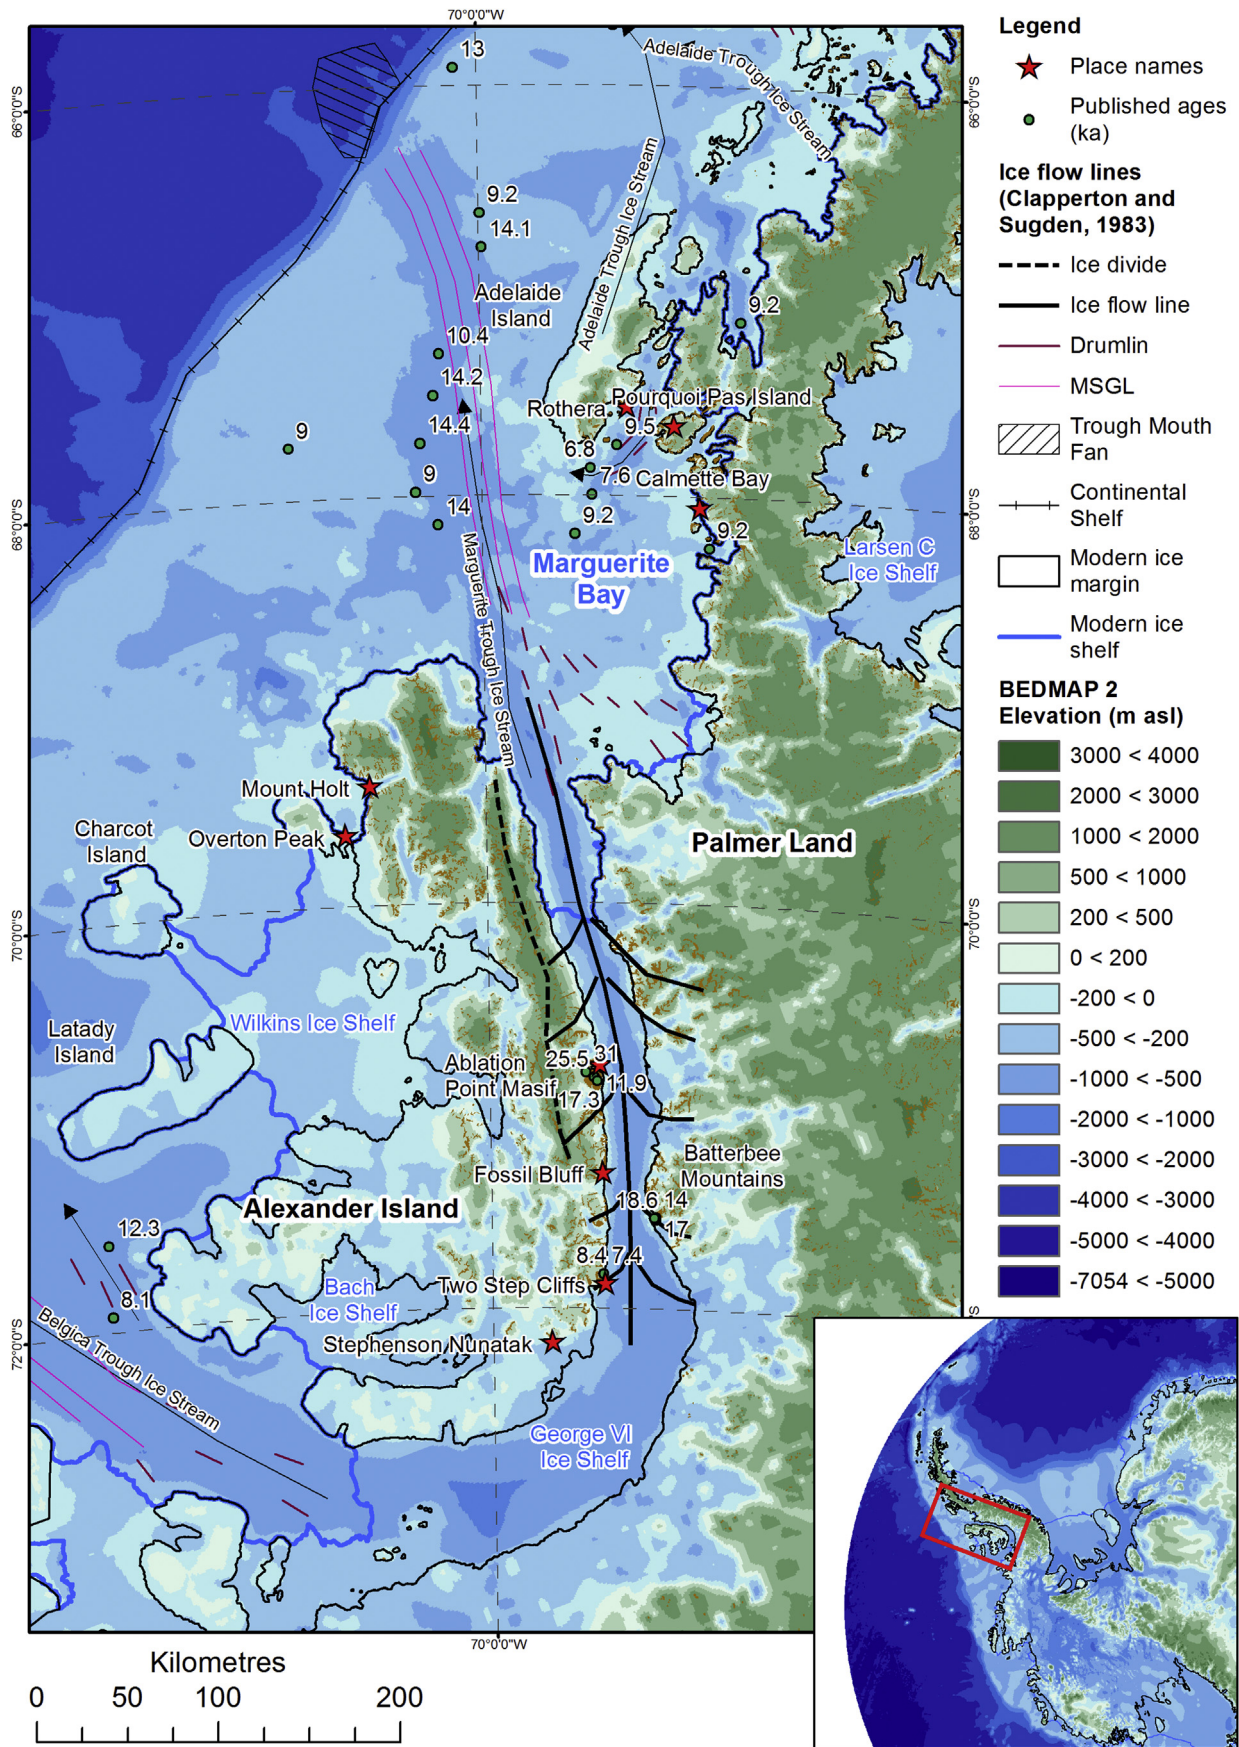 70°0'0"W
13
Adelaide Trough Ice Stream
66°0'0"S
66°0'0"S
Adelaide Trough Ice Stream
9.2
14.1
Adelaide
Island
9.2
10.4
14.2
Pourquoi Pas Island
Rothera
14.4
9.5
9
6.8
9
7.6
Calmette Bay
14
9.2
9.2
68°0'0"S
68°0'0"S
Larsen C
Ice Shelf
Marguerite
Bay
Marguerite Trough Ice Stream
Mount Holt
Charcot
Island
Overton Peak
Palmer Land
70°0'0"S
70°0'0"S
Wilkins Ice Shelf
Latady
Island
Ablation
Point Masif
25.5
31
11.9
17.3
Batterbee
Mountains
Fossil Bluff
Alexander Island
18.6
14
17
12.3
8.4
7.4
Two Step Cliffs
Bach
Ice Shelf
8.1
Belgica Trough Ice Stream
Stephenson Nunatak
72°0'0"S
S
George VI
Ice Shelf
70°0'0"W
Kilometres
0 50 100 200
Legend
Place names
Published ages
(ka)
Ice flow lines
(Clapperton and
Sugden, 1983)
Ice divide
Ice flow line
Drumlin
MSGL
Trough Mouth
Fan
Continental
Shelf
Modern ice
margin
Modern ice
shelf
BEDMAP 2
Elevation (m asl)
3000 < 4000
2000 < 3000
1000 < 2000
500 < 1000
200 < 500
0 < 200
-200 < 0
-500 < -200
-1000 < -500
-2000 < -1000
-3000 < -2000
-4000 < -3000
-5000 < -4000
-7054 < -5000